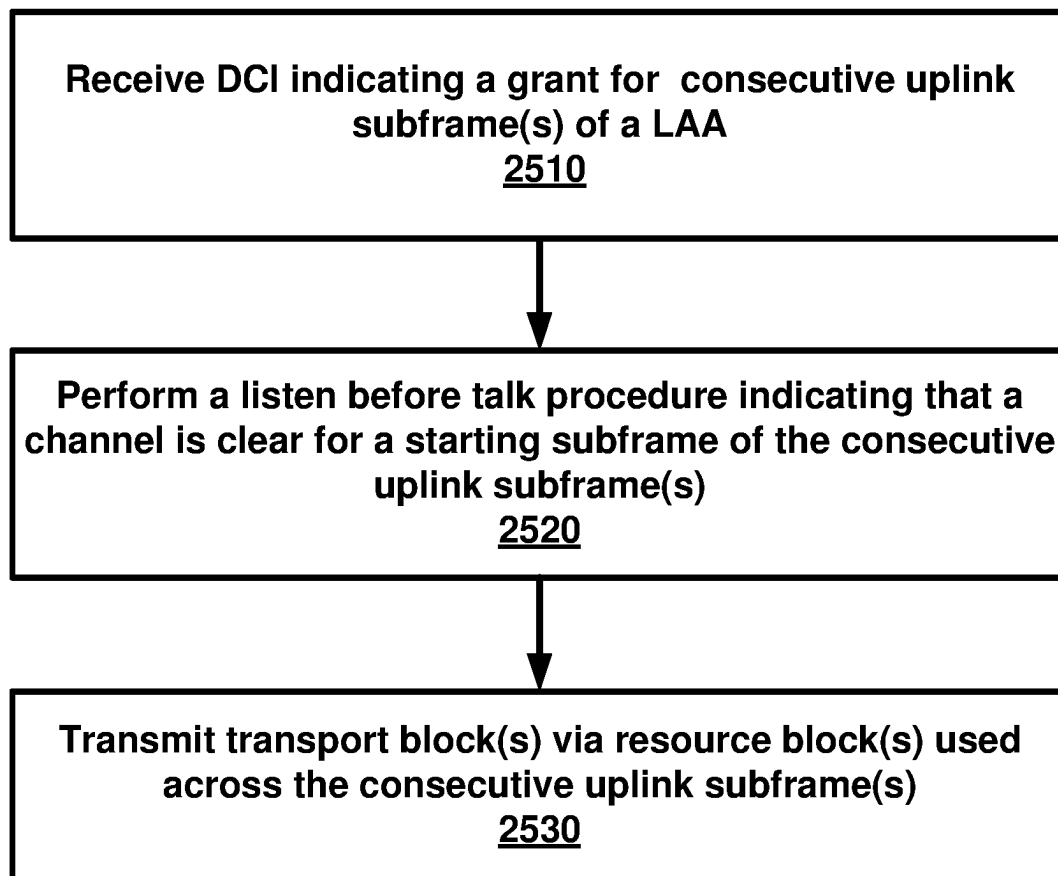 Receive DCI indicating a grant for consecutive uplink
subframe(s) of a LAA
2510
Perform a listen before talk procedure indicating that a
channel is clear for a starting subframe of the consecutive
uplink subframe(s)
2520
Transmit transport block(s) via resource block(s) used
across the consecutive uplink subframe(s)
2530